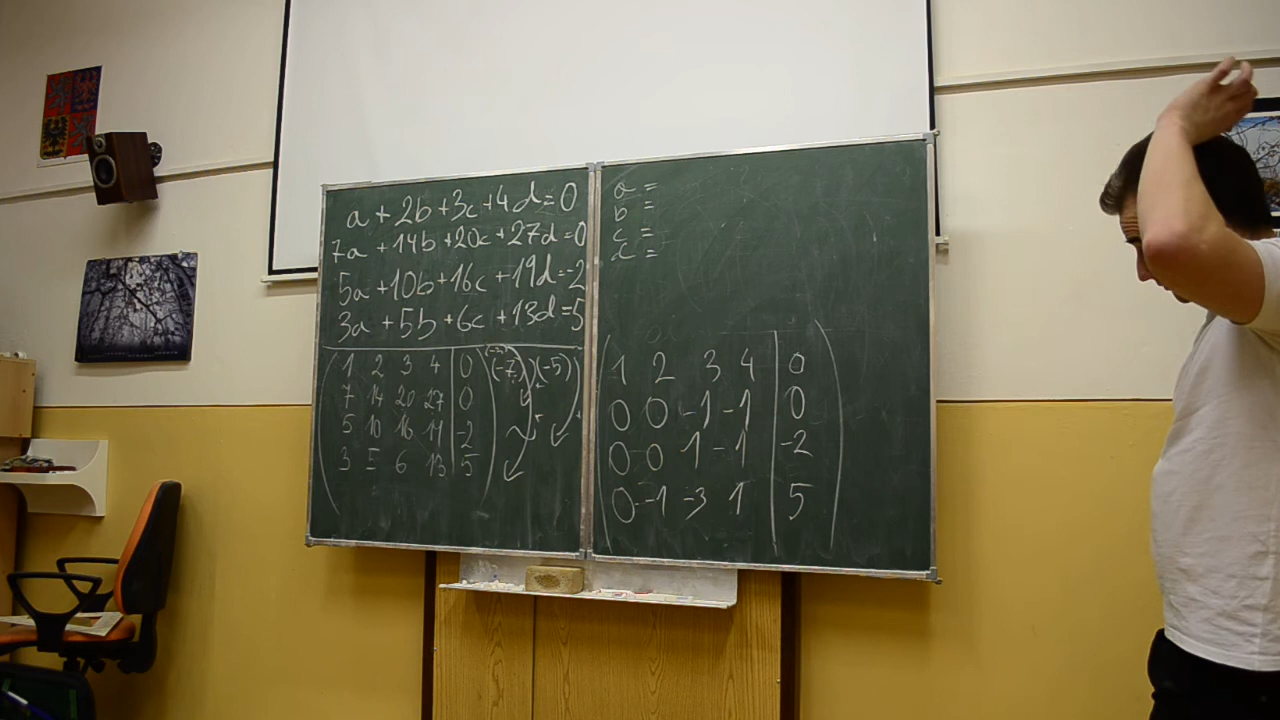 a + 2b + 3c + 4d = 0
7a + 14b + 20c + 27d = 0
5a + 10b + 16c + 19d = -2
3a + 5b + 6c + 13d = 5
1 2 3 4 | 0 (-7) (-5)
7 14 20 27 | 0
5 10 16 19 | -2
3 5 6 13 | 5
a =
b =
c =
d =
1 2 3 4 | 0
0 0 -1 -1 | 0
0 0 1 -1 | -2
0 -1 -3 1 | 5